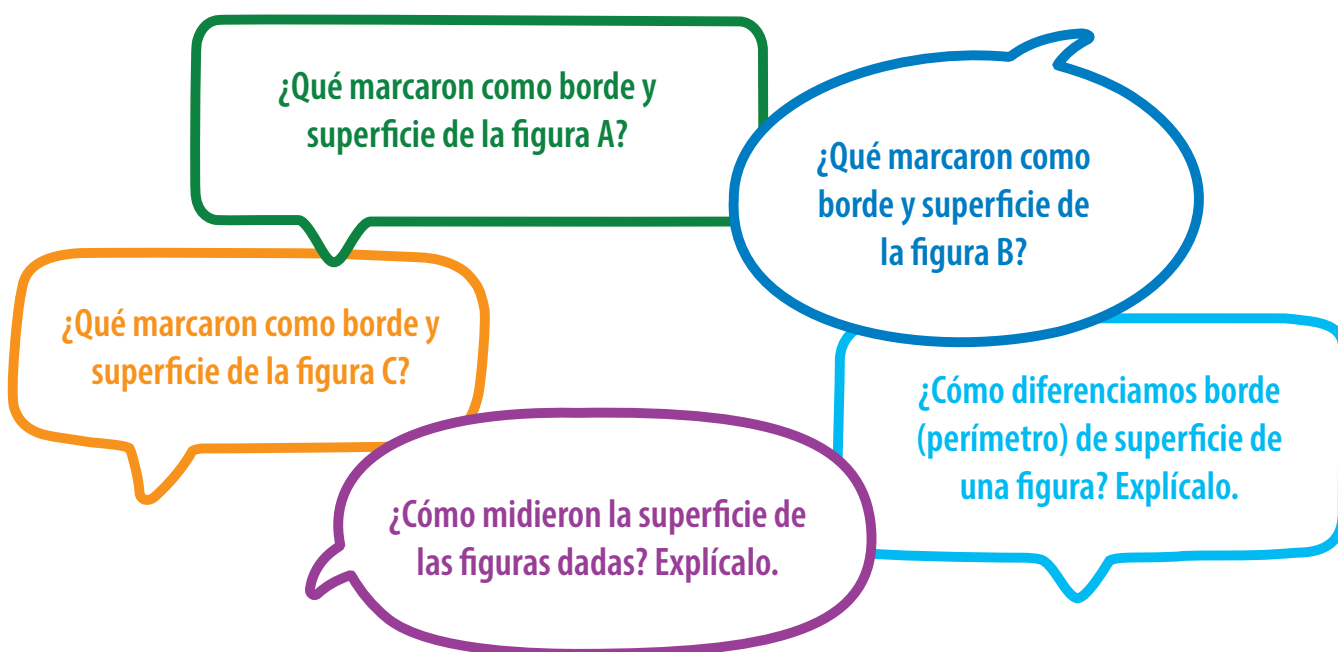 ¿Qué marcaron como borde y
superficie de la figura A?
¿Qué marcaron como
borde y superficie de
la figura B?
¿Qué marcaron como borde y
superficie de la figura C?
¿Cómo diferenciamos borde
(perímetro) de superficie de
una figura? Explícalo.
¿Cómo midieron la superficie de
las figuras dadas? Explícalo.